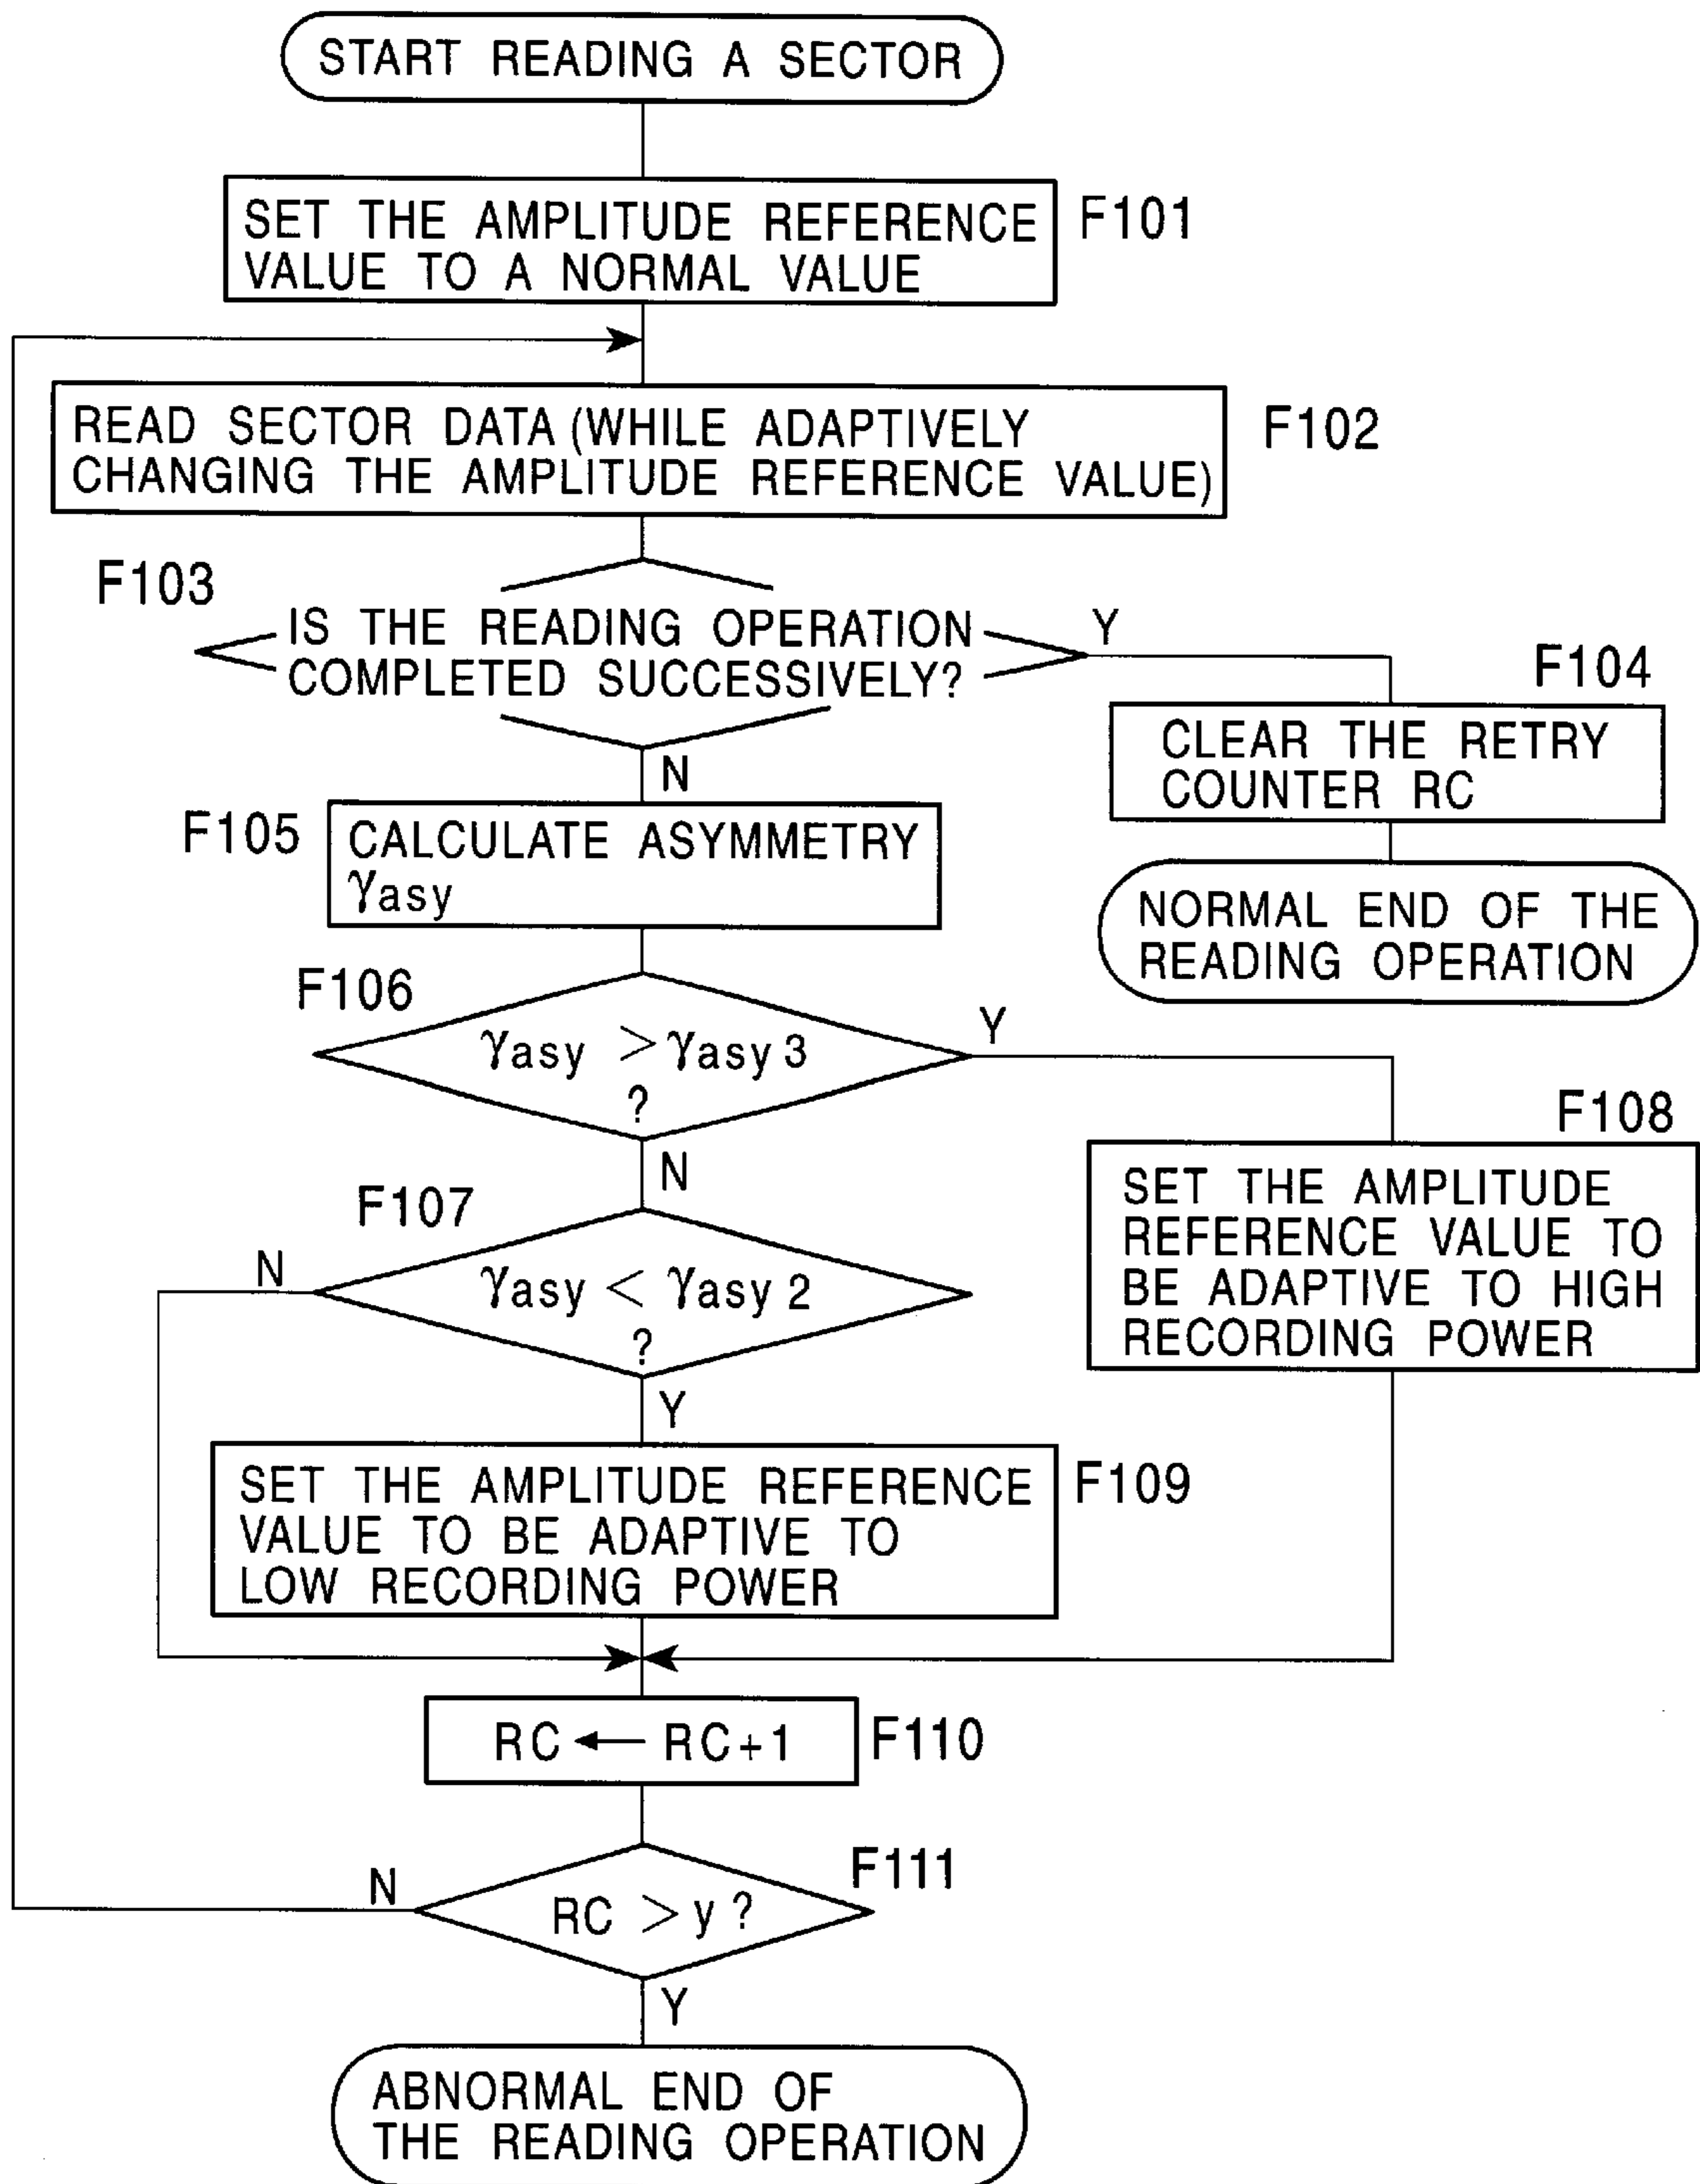 START READING A SECTOR
SET THE AMPLITUDE REFERENCE
VALUE TO A NORMAL VALUE
F101
READ SECTOR DATA (WHILE ADAPTIVELY
CHANGING THE AMPLITUDE REFERENCE VALUE)
F102
F103
IS THE READING OPERATION
COMPLETED SUCCESSIVELY?
Y
N
F104
CLEAR THE RETRY
COUNTER RC
NORMAL END OF THE
READING OPERATION
F105
CALCULATE ASYMMETRY
γasy
F106
γasy > γasy 3
?
Y
N
F108
SET THE AMPLITUDE
REFERENCE VALUE TO
BE ADAPTIVE TO HIGH
RECORDING POWER
F107
N
γasy < γasy 2
?
Y
SET THE AMPLITUDE REFERENCE
VALUE TO BE ADAPTIVE TO
LOW RECORDING POWER
F109
RC ← RC+1
F110
F111
N
RC > y ?
Y
ABNORMAL END OF
THE READING OPERATION